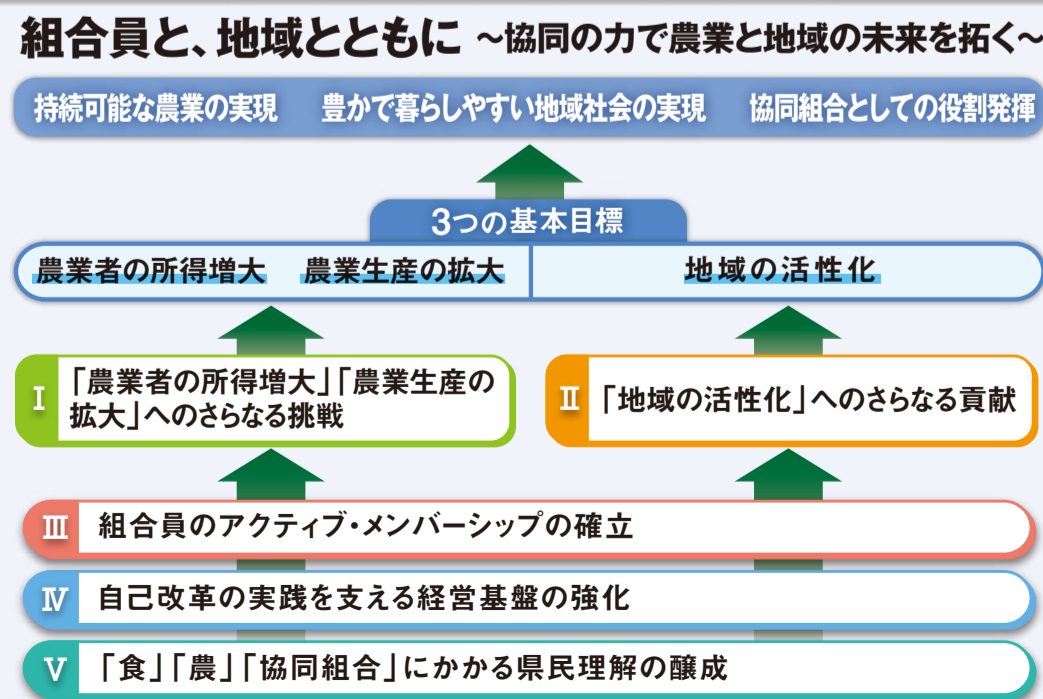 組合員と、地域とともに ～協同の力で農業と地域の未来を拓く～
持続可能な農業の実現 豊かで暮らしやすい地域社会の実現 協同組合としての役割発揮
3つの基本目標
農業者の所得増大 農業生産の拡大 地域の活性化
Ⅰ 「農業者の所得増大」「農業生産の
拡大」へのさらなる挑戦
Ⅱ 「地域の活性化」へのさらなる貢献
Ⅲ 組合員のアクティブ・メンバーシップの確立
Ⅳ 自己改革の実践を支える経営基盤の強化
Ⅴ 「食」「農」「協同組合」にかかる県民理解の醸成